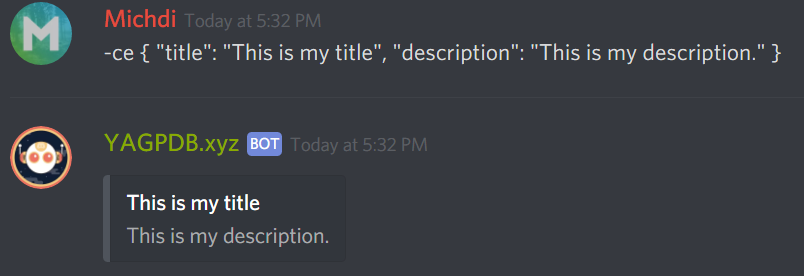 M
Michdi Today at 5:32 PM
-ce { "title": "This is my title", "description": "This is my description." }
YAGPDB.xyz BOT Today at 5:32 PM
This is my title
This is my description.